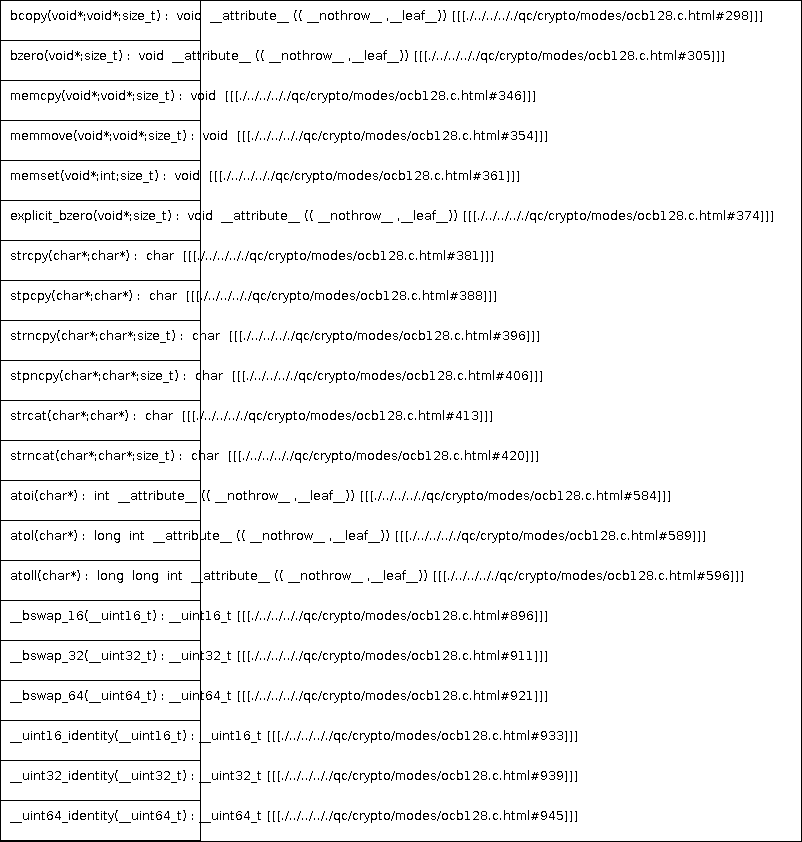 bcopy(void*;void*;size_t) : void __attribute__ (( __nothrow__ ,__leaf__)) [[[./../../../../qc/crypto/modes/ocb128.c.html#298]]]
bzero(void*;size_t) : void __attribute__ (( __nothrow__ ,__leaf__)) [[[./../../../../qc/crypto/modes/ocb128.c.html#305]]]
memcpy(void*;void*;size_t) : void [[[./../../../../qc/crypto/modes/ocb128.c.html#346]]]
memmove(void*;void*;size_t) : void [[[./../../../../qc/crypto/modes/ocb128.c.html#354]]]
memset(void*;int;size_t) : void [[[./../../../../qc/crypto/modes/ocb128.c.html#361]]]
explicit_bzero(void*;size_t) : void __attribute__ (( __nothrow__ ,__leaf__)) [[[./../../../../qc/crypto/modes/ocb128.c.html#374]]]
strcpy(char*;char*) : char [[[./../../../../qc/crypto/modes/ocb128.c.html#381]]]
stpcpy(char*;char*) : char [[[./../../../../qc/crypto/modes/ocb128.c.html#388]]]
strncpy(char*;char*;size_t) : char [[[./../../../../qc/crypto/modes/ocb128.c.html#396]]]
stpncpy(char*;char*;size_t) : char [[[./../../../../qc/crypto/modes/ocb128.c.html#406]]]
strcat(char*;char*) : char [[[./../../../../qc/crypto/modes/ocb128.c.html#413]]]
strncat(char*;char*;size_t) : char [[[./../../../../qc/crypto/modes/ocb128.c.html#420]]]
atoi(char*) : int __attribute__ (( __nothrow__ ,__leaf__)) [[[./../../../../qc/crypto/modes/ocb128.c.html#584]]]
atol(char*) : long int __attribute__ (( __nothrow__ ,__leaf__)) [[[./../../../../qc/crypto/modes/ocb128.c.html#589]]]
atoll(char*) : long long int __attribute__ (( __nothrow__ ,__leaf__)) [[[./../../../../qc/crypto/modes/ocb128.c.html#596]]]
__bswap_16(__uint16_t) : __uint16_t [[[./../../../../qc/crypto/modes/ocb128.c.html#896]]]
__bswap_32(__uint32_t) : __uint32_t [[[./../../../../qc/crypto/modes/ocb128.c.html#911]]]
__bswap_64(__uint64_t) : __uint64_t [[[./../../../../qc/crypto/modes/ocb128.c.html#921]]]
__uint16_identity(__uint16_t) : __uint16_t [[[./../../../../qc/crypto/modes/ocb128.c.html#933]]]
__uint32_identity(__uint32_t) : __uint32_t [[[./../../../../qc/crypto/modes/ocb128.c.html#939]]]
__uint64_identity(__uint64_t) : __uint64_t [[[./../../../../qc/crypto/modes/ocb128.c.html#945]]]